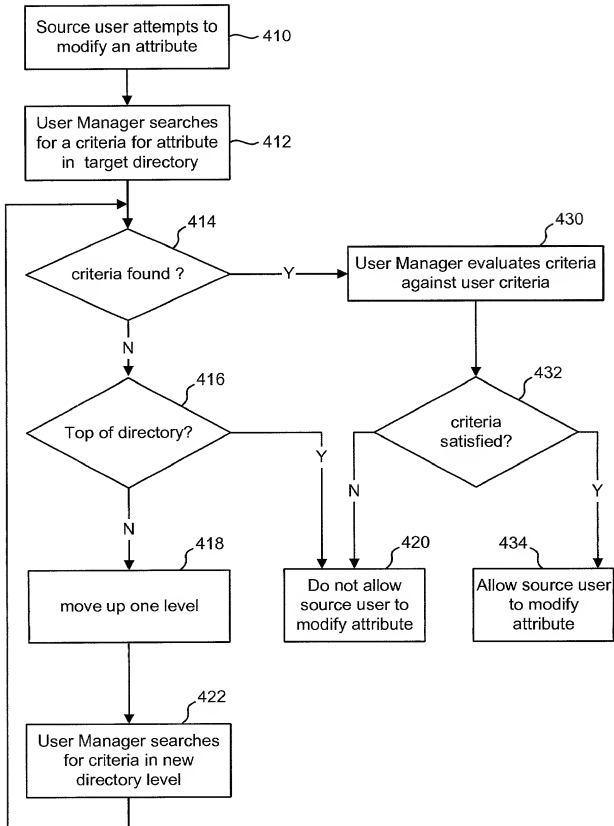 Source user attempts to
modify an attribute
410
User Manager searches
for a criteria for attribute
in target directory
412
414
criteria found ?
Y
430
User Manager evaluates criteria
against user criteria
N
416
Top of directory?
Y
432
criteria
satisfied?
N
Y
N
418
move up one level
420
Do not allow
source user to
modify attribute
434
Allow source user
to modify
attribute
422
User Manager searches
for criteria in new
directory level